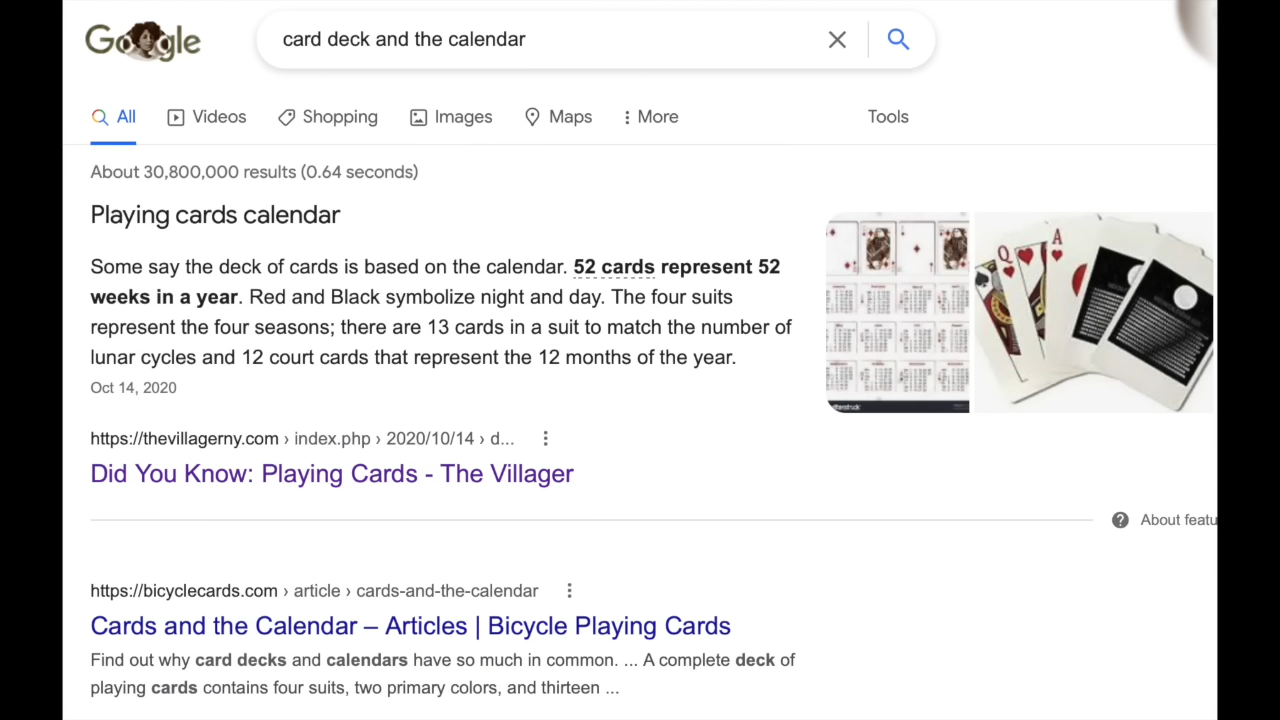 Google
card deck and the calendar
All Videos Shopping Images Maps More Tools
About 30,800,000 results (0.64 seconds)
Playing cards calendar
Some say the deck of cards is based on the calendar. 52 cards represent 52
weeks in a year. Red and Black symbolize night and day. The four suits
represent the four seasons; there are 13 cards in a suit to match the number of
lunar cycles and 12 court cards that represent the 12 months of the year.
Oct 14, 2020
Q A
https://thevillagerny.com › index.php › 2020/10/14 › d...
Did You Know: Playing Cards - The Villager
About featu
https://bicyclecards.com › article › cards-and-the-calendar
Cards and the Calendar – Articles | Bicycle Playing Cards
Find out why card decks and calendars have so much in common. ... A complete deck of
playing cards contains four suits, two primary colors, and thirteen ...